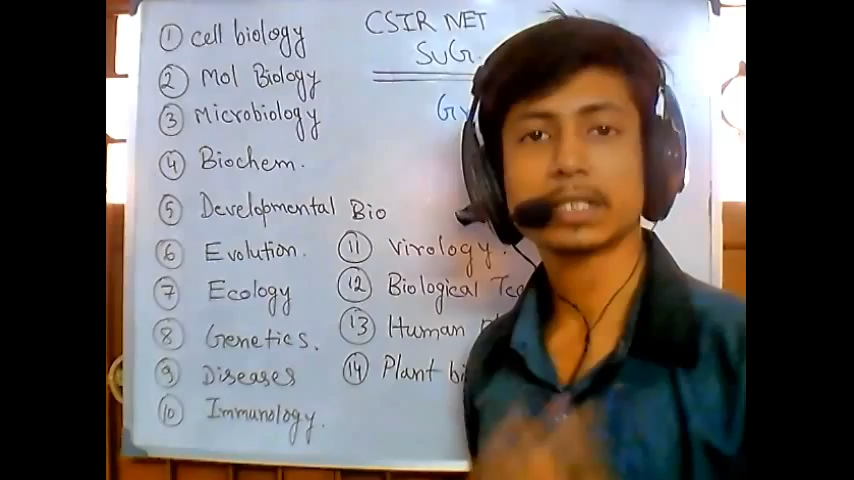 CSIR NET
SuG
① cell biology
② Mol Biology
③ Microbiology
④ Biochem.
⑤ Developmental Bio
⑥ Evolution.
⑦ Ecology
⑧ Genetics.
⑨ Diseases
⑩ Immunology.
⑪ Virology.
⑫ Biological
⑬ Human
⑭ Plant